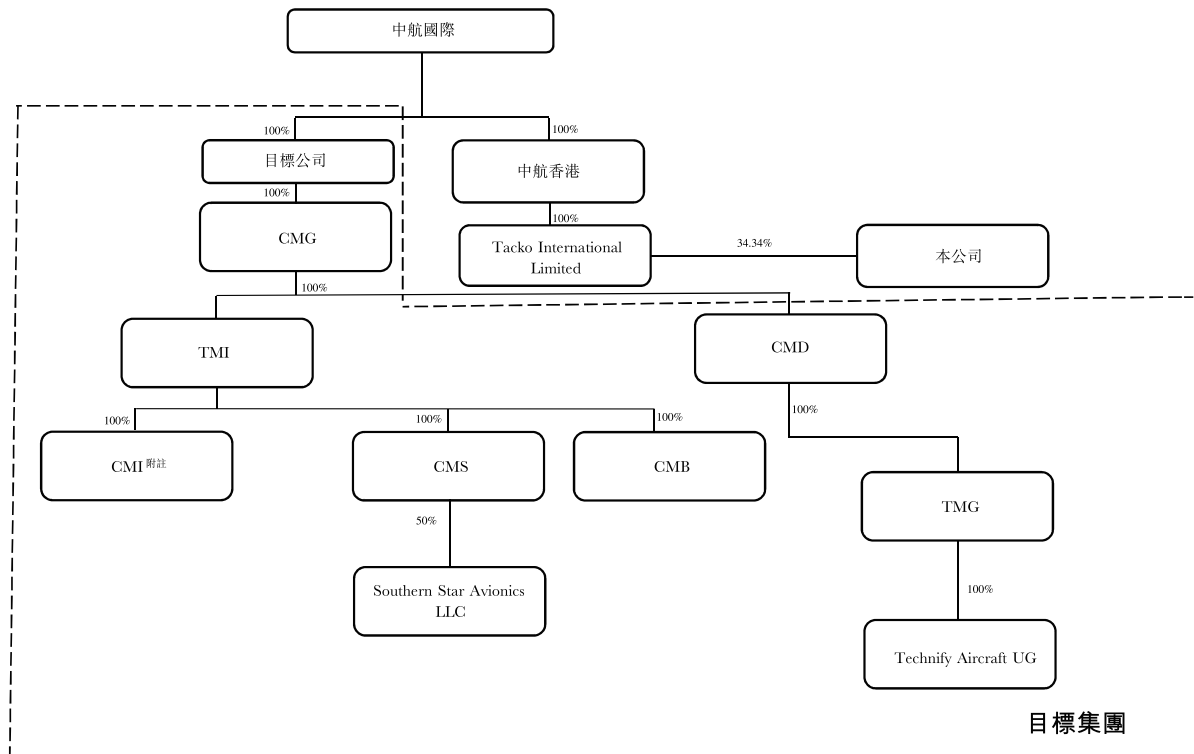 中航國際
100%
100%
目標公司
中航香港
100%
100%
CMG
Tacko International
Limited
34.34%
本公司
100%
TMI
CMD
100%
100%
100%
100%
CMI附註
CMS
CMB
TMG
50%
100%
Southern Star Avionics
LLC
Technify Aircraft UG
目標集團